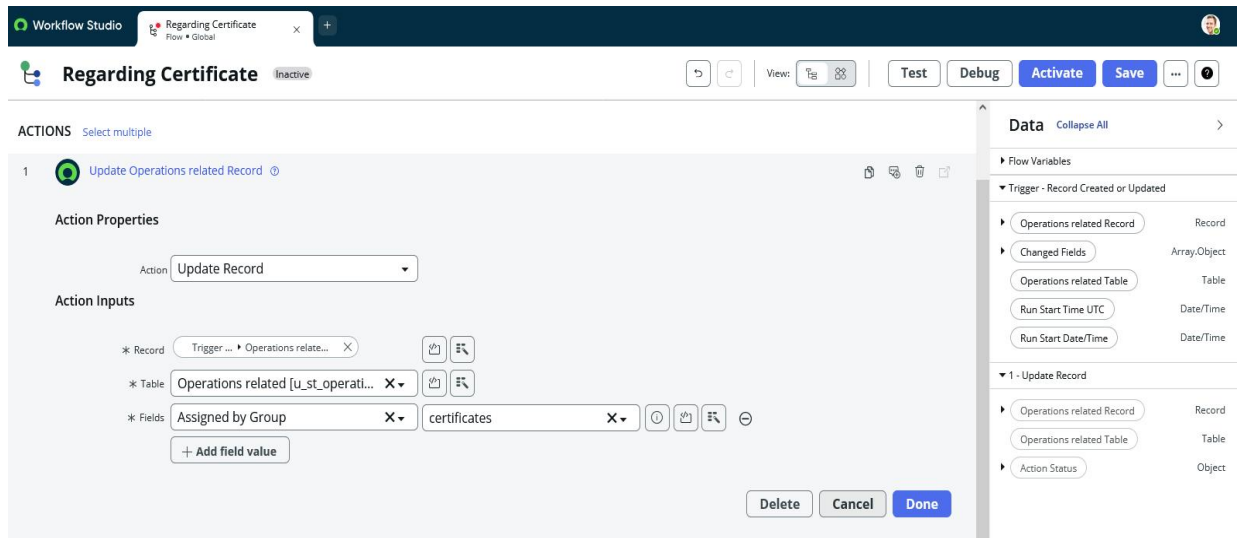 Workflow Studio
Regarding Certificate
Flow • Global
Regarding Certificate Inactive
View: Test Debug Activate Save
ACTIONS Select multiple
1 Update Operations related Record
Action Properties
Action Update Record
Action Inputs
* Record Trigger ... ▸ Operations relate... X
* Table Operations related [u_st_operati... X
* Fields Assigned by Group X certificates X
+ Add field value
Delete Cancel Done
Data Collapse All
Flow Variables
Trigger - Record Created or Updated
Operations related Record Record
Changed Fields Array.Object
Operations related Table Table
Run Start Time UTC Date/Time
Run Start Date/Time Date/Time
1 - Update Record
Operations related Record Record
Operations related Table Table
Action Status Object